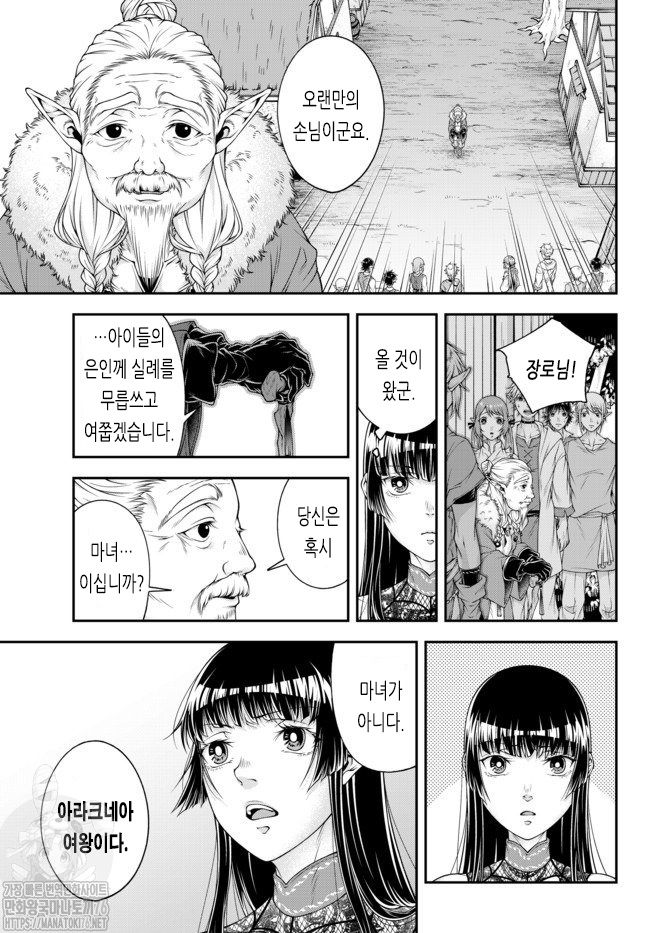 오랜만의
손님이군요.
장로님!
올 것이
왔군.
…아이들의
은인께 실례를
무릅쓰고
여쭙겠습니다.
당신은
혹시
마녀…
이십니까?
마녀가
아니다.
아라크네아
여왕이다.
가장 빠른 번역만화사이트
만화왕국마나토끼76
HTTPS://MANATOKI76.NET